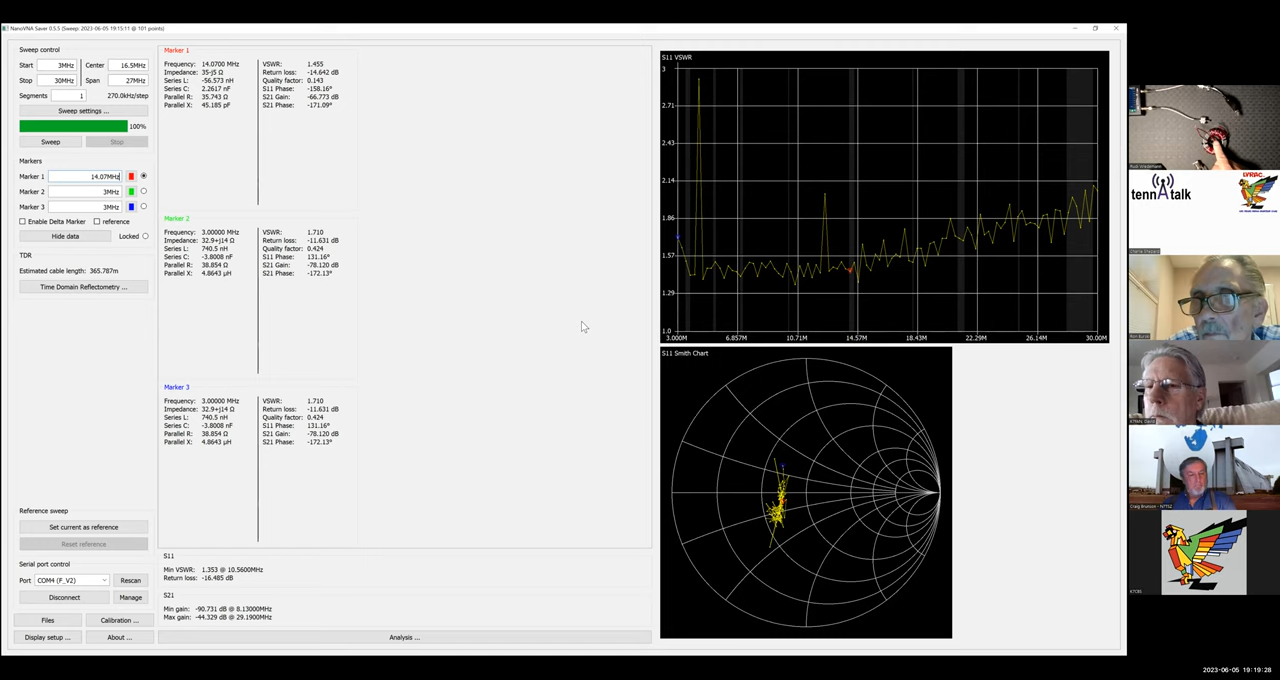 NanoVNA Saver 0.5.5 (Sweep: 2023-06-05 19:15:11 @ 101 points)
Sweep control
Start 3MHz Center 16.5MHz
Stop 30MHz Span 27MHz
Segments 1 270.0kHz/step
Sweep settings ...
100%
Sweep Stop
Markers
Marker 1 14.07MHz
Marker 2 3MHz
Marker 3 3MHz
Enable Delta Marker reference
Hide data Locked
TDR
Estimated cable length: 365.787m
Time Domain Reflectometry ...
Reference sweep
Set current as reference
Reset reference
Serial port control
Port COM4 (F_V2) Rescan
Disconnect Manage
Files Calibration ...
Display setup ... About ...
Marker 1
Frequency: 14.0700 MHz VSWR: 1.455
Impedance: 35-j5 Ω Return loss: -14.642 dB
Series L: -56.573 nH Quality factor: 0.143
Series C: 2.2617 nF S11 Phase: -158.16°
Parallel R: 35.743 Ω S21 Gain: -66.773 dB
Parallel X: 45.185 pF S21 Phase: -171.09°
Marker 2
Frequency: 3.00000 MHz VSWR: 1.710
Impedance: 32.9+j14 Ω Return loss: -11.631 dB
Series L: 740.5 nH Quality factor: 0.424
Series C: -3.8008 nF S11 Phase: 131.16°
Parallel R: 38.854 Ω S21 Gain: -78.120 dB
Parallel X: 4.8643 μH S21 Phase: -172.13°
Marker 3
Frequency: 3.00000 MHz VSWR: 1.710
Impedance: 32.9+j14 Ω Return loss: -11.631 dB
Series L: 740.5 nH Quality factor: 0.424
Series C: -3.8008 nF S11 Phase: 131.16°
Parallel R: 38.854 Ω S21 Gain: -78.120 dB
Parallel X: 4.8643 μH S21 Phase: -172.13°
S11
Min VSWR: 1.353 @ 10.5600MHz
Return loss: -16.485 dB
S21
Min gain: -90.731 dB @ 8.13000MHz
Max gain: -44.329 dB @ 29.1900MHz
Analysis ...
S11 VSWR
3
2.71
2.43
2.14
1.86
1.57
1.29
1.0
3.000M 6.857M 10.71M 14.57M 18.43M 22.29M 26.14M 30.00M
S11 Smith Chart
tennAtalk
LVRAC
Craig Brunson - N7TSZ
K7CBS
2023-06-05 19:19:28